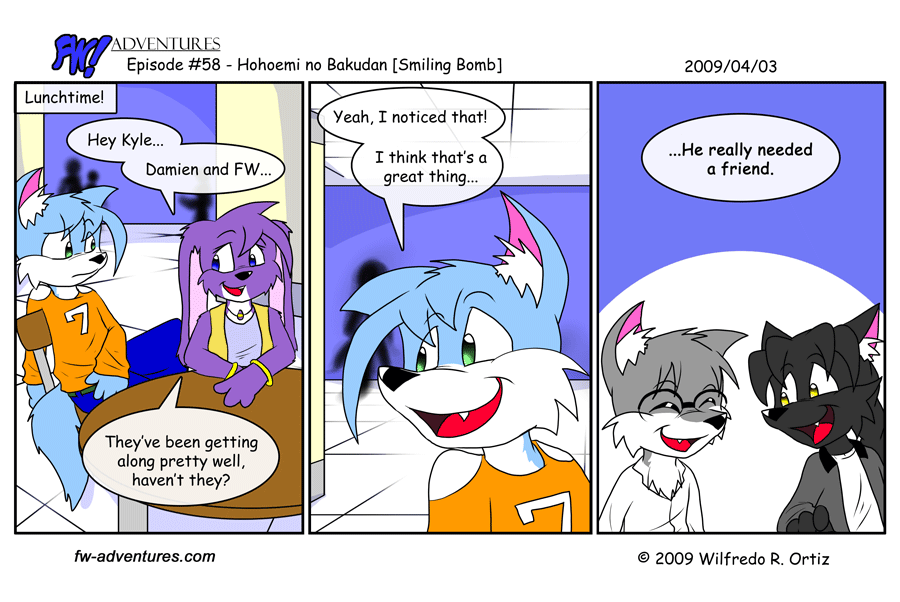 FW! ADVENTURES
Episode #58 - Hohoemi no Bakudan [Smiling Bomb]
2009/04/03
Lunchtime!
Hey Kyle...
Damien and FW...
They've been getting
along pretty well,
haven't they?
7
Yeah, I noticed that!
I think that's a
great thing...
7
...He really needed
a friend.
fw-adventures.com
© 2009 Wilfredo R. Ortiz